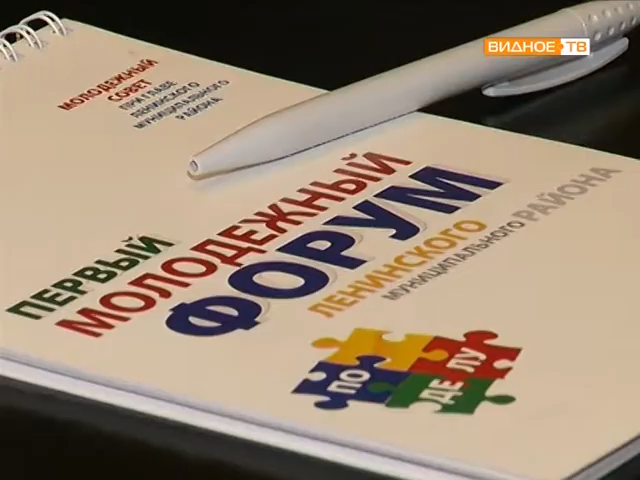 ВИДНОЕ ТВ
МОЛОДЕЖНЫЙ
СОВЕТ
ПРИ ГЛАВЕ
ЛЕНИНСКОГО
МУНИЦИПАЛЬНОГО
РАЙОНА
ПЕРВЫЙ
МОЛОДЕЖНЫЙ
ФОРУМ
ЛЕНИНСКОГО
МУНИЦИПАЛЬНОГО РАЙОНА
ПО
ДЕ ЛУ